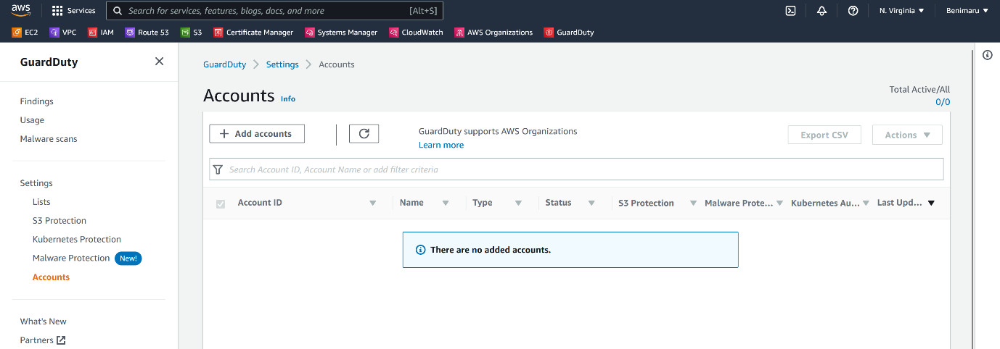 aws Services Search for services, features, blogs, docs, and more [Alt+S] N. Virginia Benimaru
EC2 VPC IAM Route 53 S3 Certificate Manager Systems Manager CloudWatch AWS Organizations GuardDuty
GuardDuty
Findings
Usage
Malware scans
Settings
Lists
S3 Protection
Kubernetes Protection
Malware Protection New!
Accounts
What's New
Partners
GuardDuty Settings Accounts
Accounts Info
Total Active/All
0/0
Add accounts
GuardDuty supports AWS Organizations
Learn more
Export CSV Actions
Search Account ID, Account Name or add filter criteria
Account ID Name Type Status S3 Protection Malware Prote... Kubernetes Au... Last Upd...
There are no added accounts.